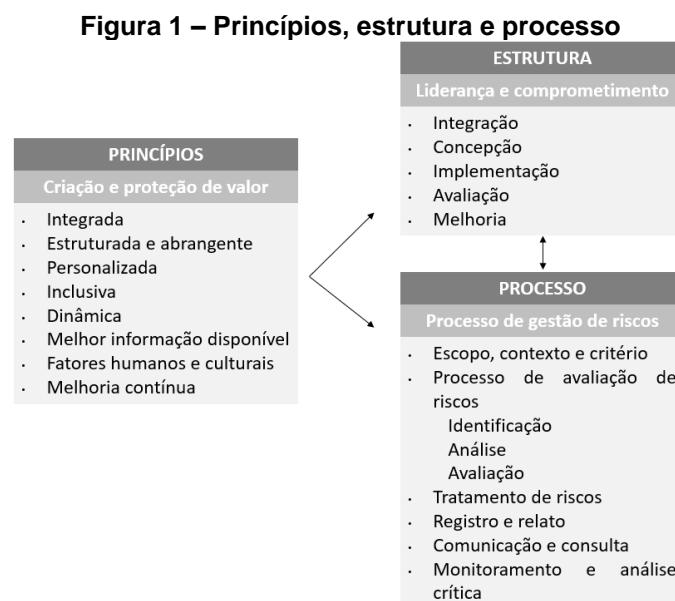 Figura 1 – Princípios, estrutura e processo
PRINCÍPIOS
Criação e proteção de valor
· Integrada
· Estruturada e abrangente
· Personalizada
· Inclusiva
· Dinâmica
· Melhor informação disponível
· Fatores humanos e culturais
· Melhoria contínua
ESTRUTURA
Liderança e comprometimento
· Integração
· Concepção
· Implementação
· Avaliação
· Melhoria
PROCESSO
Processo de gestão de riscos
· Escopo, contexto e critério
· Processo de avaliação de
riscos
Identificação
Análise
Avaliação
· Tratamento de riscos
· Registro e relato
· Comunicação e consulta
· Monitoramento e análise
crítica